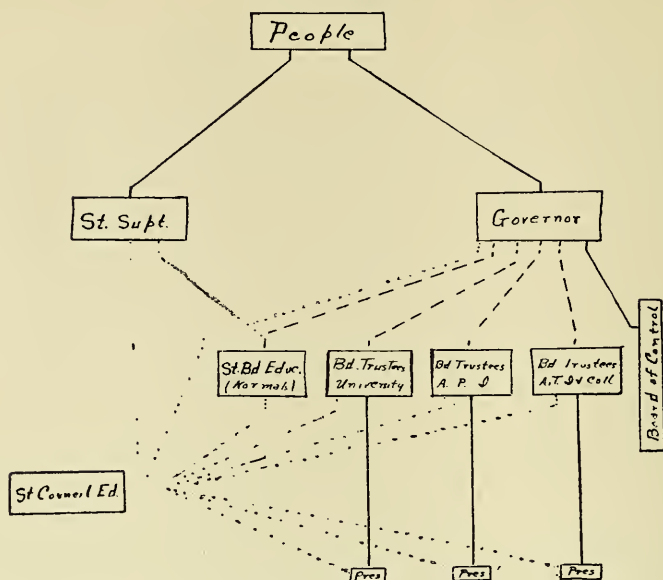 People
St. Supt.
Governor
St. Bd Educ.
(Normal)
Bd. Trustees
University
Bd Trustees
A. P. I
Bd Trustees
A.T. I & Coll
Board of Control
St Council Ed.
Pres
Pres
Pres